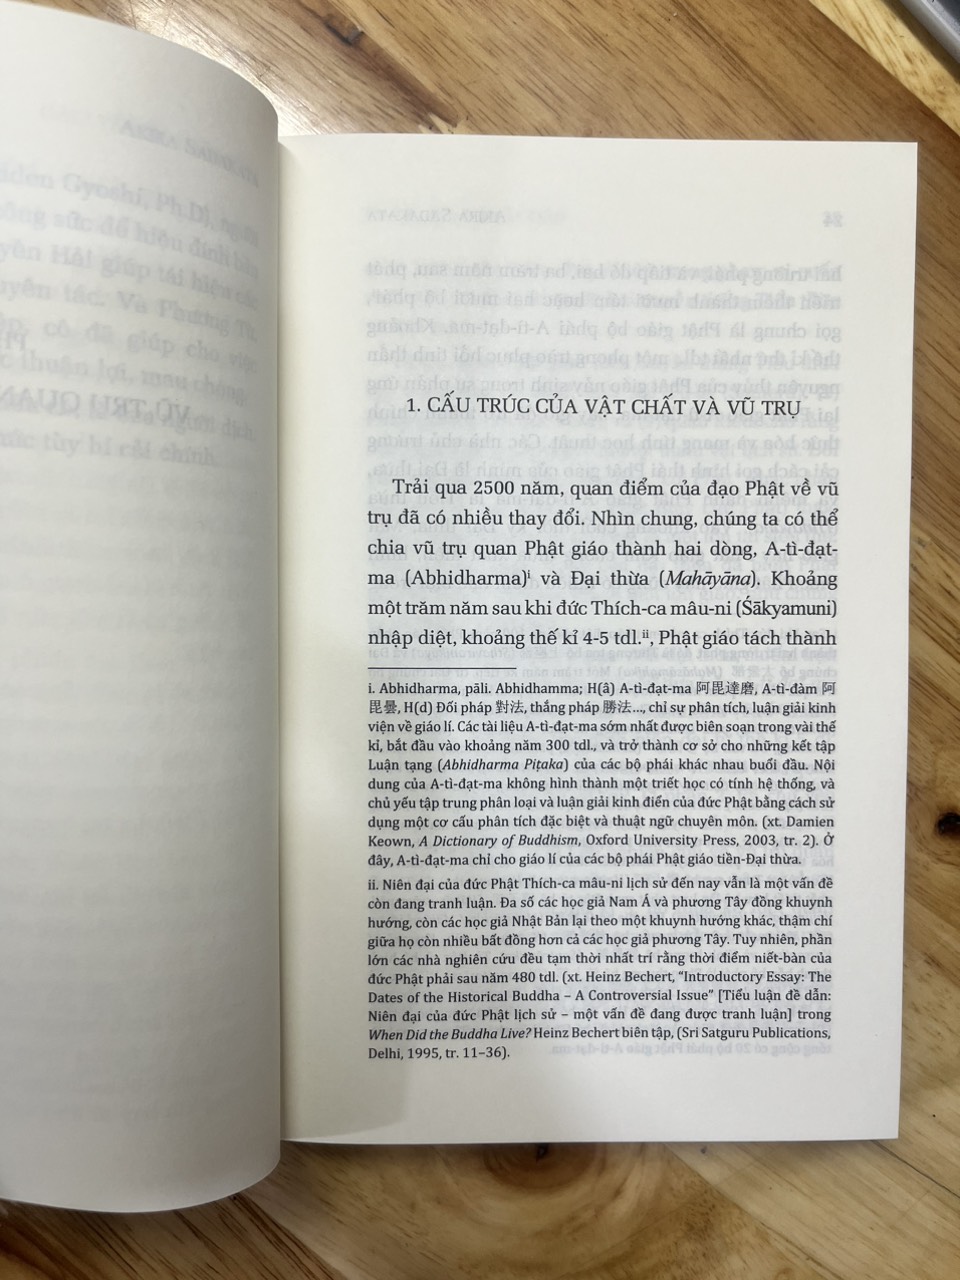 1. CẤU TRÚC CỦA VẬT CHẤT VÀ VŨ TRỤ
Trải qua 2500 năm, quan điểm của đạo Phật về vũ
trụ đã có nhiều thay đổi. Nhìn chung, chúng ta có thể
chia vũ trụ quan Phật giáo thành hai dòng, A-tì-đạt-
ma (Abhidharma)ⁱ và Đại thừa (Mahāyāna). Khoảng
một trăm năm sau khi đức Thích-ca mâu-ni (Śākyamuni)
nhập diệt, khoảng thế kỉ 4-5 tdl.ⁱⁱ, Phật giáo tách thành
i. Abhidharma, pāli. Abhidhamma; H(â) A-tì-đạt-ma 阿毘達磨, A-tì-đàm 阿
毘曇, H(d) Đối pháp 對法, thắng pháp 勝法..., chỉ sự phân tích, luận giải kinh
viện về giáo lí. Các tài liệu A-tì-đạt-ma sớm nhất được biên soạn trong vài thế
kỉ, bắt đầu vào khoảng năm 300 tdl., và trở thành cơ sở cho những kết tập
Luận tạng (Abhidharma Piṭaka) của các bộ phái khác nhau buổi đầu. Nội
dung của A-tì-đạt-ma không hình thành một triết học có tính hệ thống, và
chủ yếu tập trung phân loại và luận giải kinh điển của đức Phật bằng cách sử
dụng một cơ cấu phân tích đặc biệt và thuật ngữ chuyên môn. (xt. Damien
Keown, A Dictionary of Buddhism, Oxford University Press, 2003, tr. 2). Ở
đây, A-tì-đạt-ma chỉ cho giáo lí của các bộ phái Phật giáo tiền-Đại thừa.
ii. Niên đại của đức Phật Thích-ca mâu-ni lịch sử đến nay vẫn là một vấn đề
còn đang tranh luận. Đa số các học giả Nam Á và phương Tây đồng khuynh
hướng, còn các học giả Nhật Bản lại theo một khuynh hướng khác, thậm chí
giữa họ còn nhiều bất đồng hơn cả các học giả phương Tây. Tuy nhiên, phần
lớn các nhà nghiên cứu đều tạm thời nhất trí rằng thời điểm niết-bàn của
đức Phật phải sau năm 480 tdl. (xt. Heinz Bechert, “Introductory Essay: The
Dates of the Historical Buddha – A Controversial Issue” [Tiểu luận đề dẫn:
Niên đại của đức Phật lịch sử – một vấn đề đang được tranh luận] trong
When Did the Buddha Live? Heinz Bechert biên tập, (Sri Satguru Publications,
Delhi, 1995, tr. 11–36).